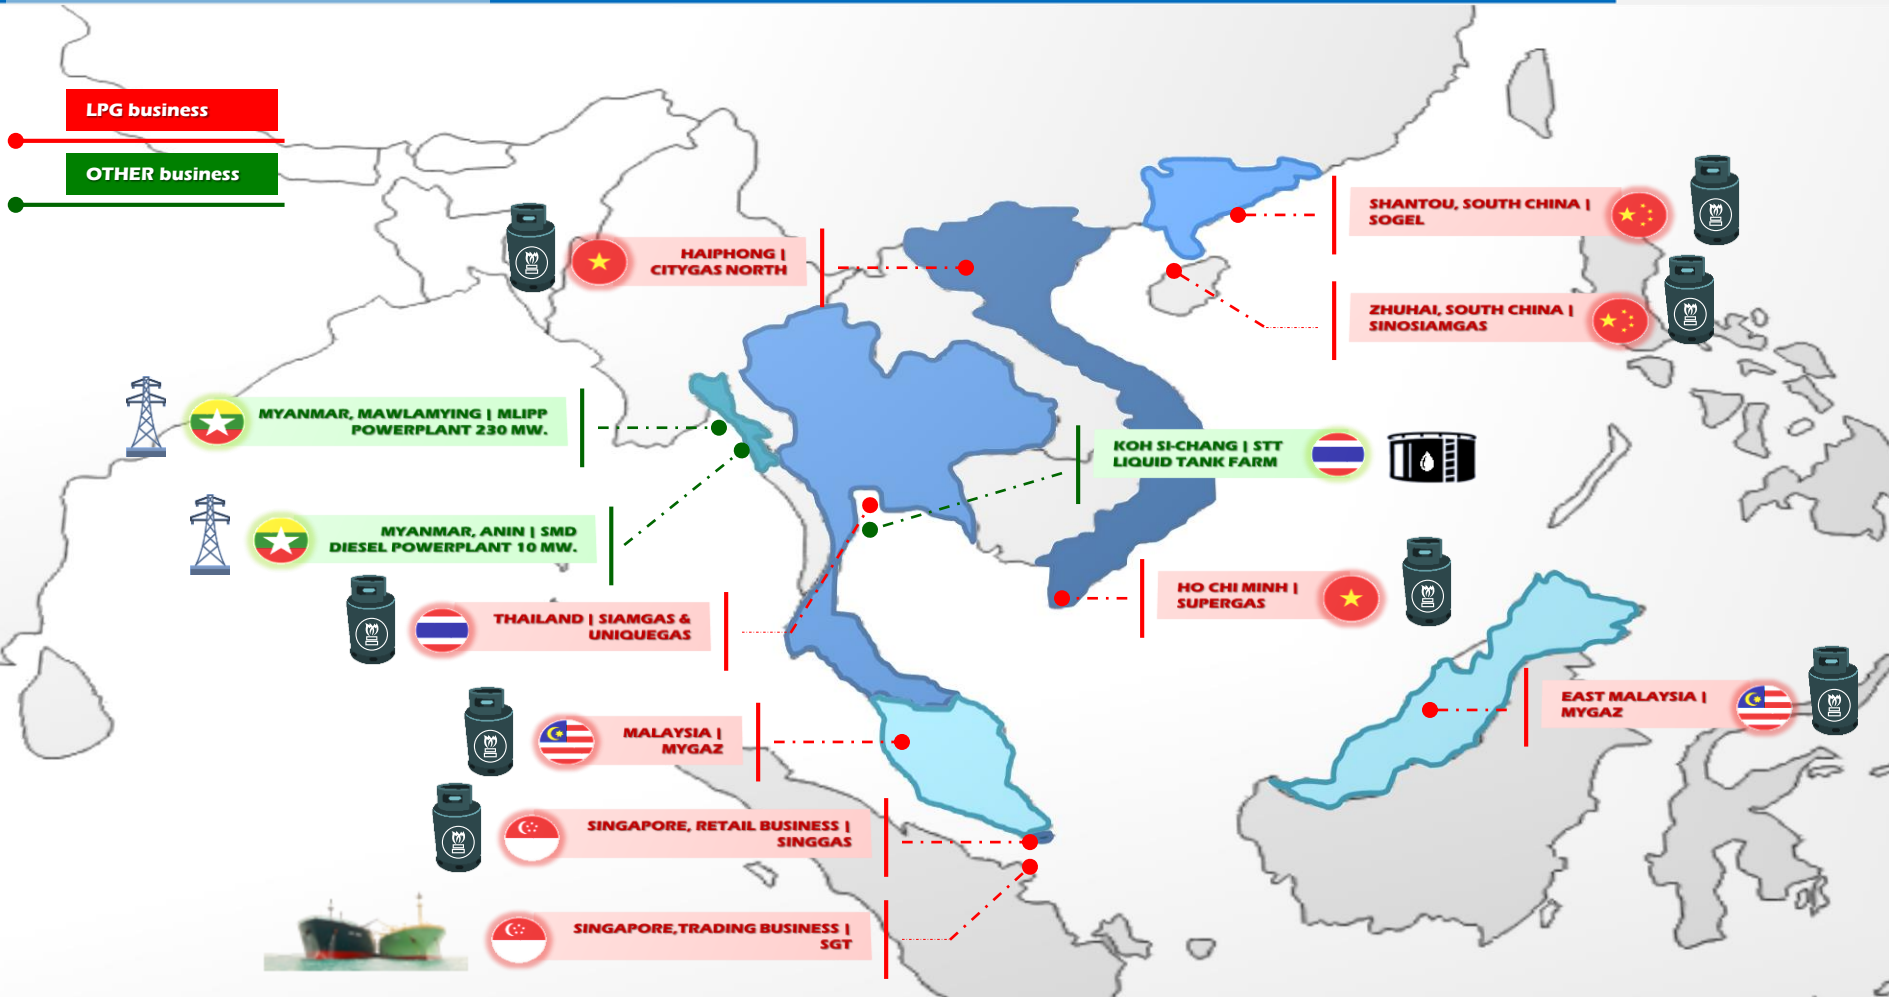 LPG business
OTHER business
SHANTOU, SOUTH CHINA |
SOGEL
HAIPHONG |
CITYGAS NORTH
ZHUHAI, SOUTH CHINA |
SINOSIAMGAS
MYANMAR, MAWLAMYING | MLIPP
POWERPLANT 230 MW.
KOH SI-CHANG | STT
LIQUID TANK FARM
MYANMAR, ANIN | SMD
DIESEL POWERPLANT 10 MW.
HO CHI MINH |
SUPERGAS
THAILAND | SIAMGAS &
UNIQUEGAS
EAST MALAYSIA |
MYGAZ
MALAYSIA |
MYGAZ
SINGAPORE, RETAIL BUSINESS |
SINGGAS
SINGAPORE,TRADING BUSINESS |
SGT